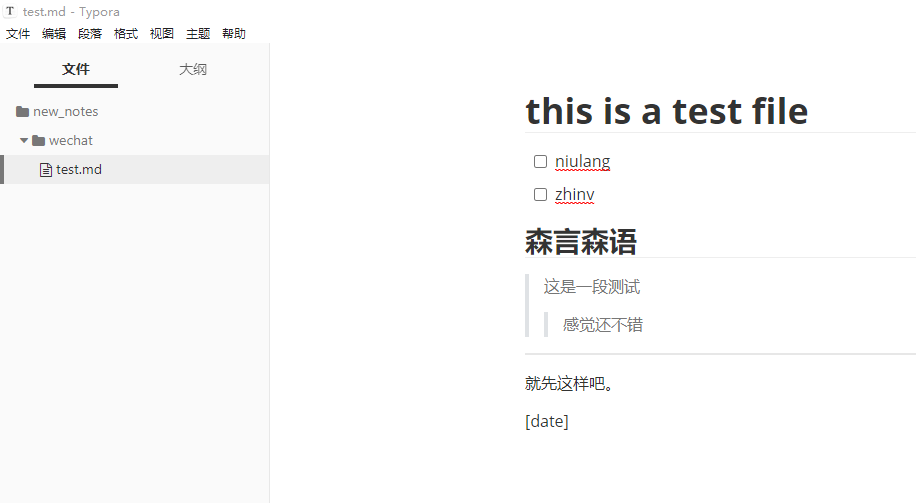 T test.md - Typora
文件 编辑 段落 格式 视图 主题 帮助
文件 大纲
new_notes
wechat
test.md
this is a test file
niulang
zhinv
森言森语
这是一段测试
感觉还不错
就先这样吧。
[date]